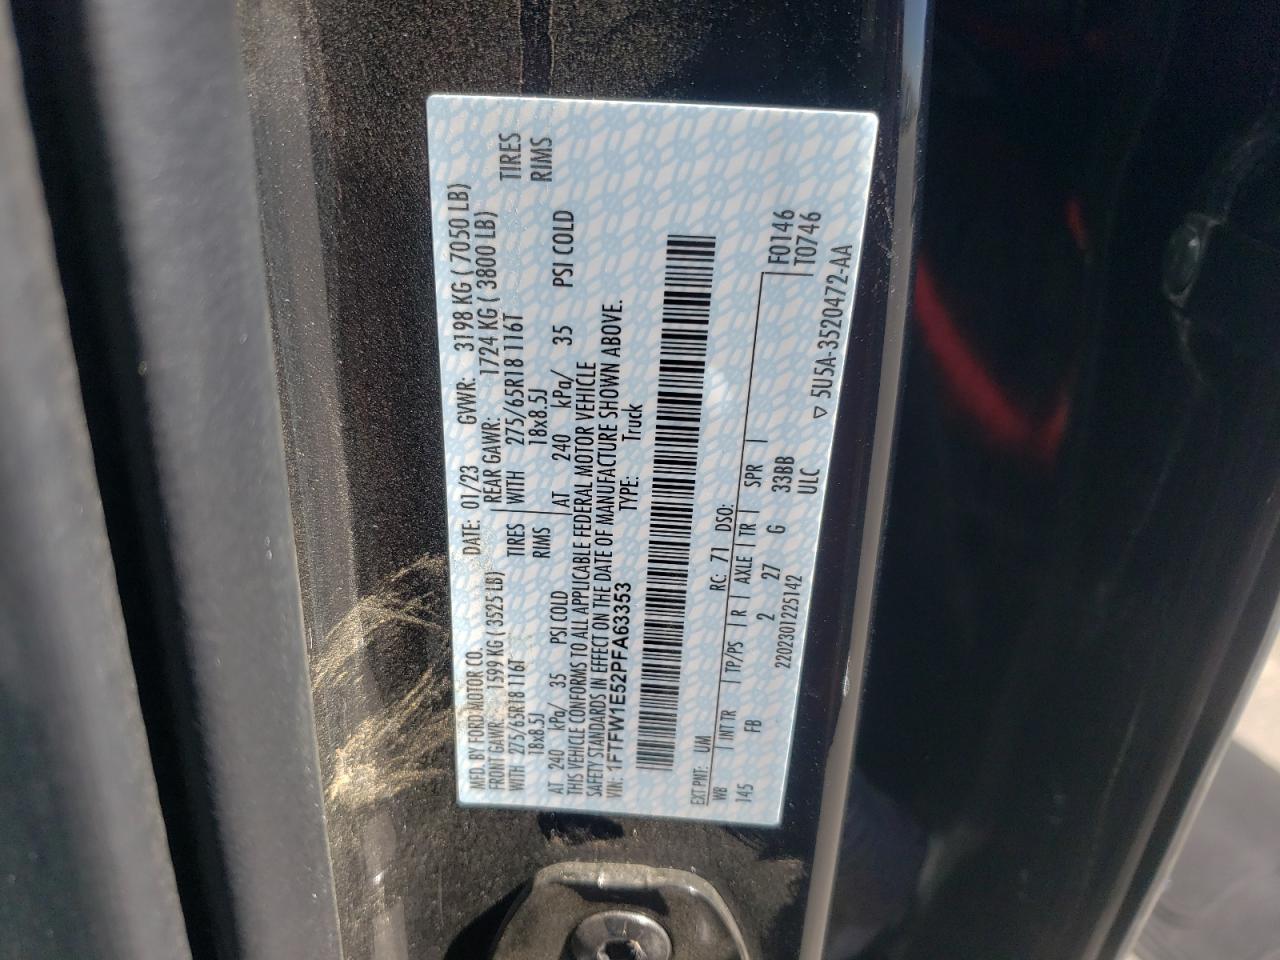 MFD. BY FORD MOTOR CO. DATE: 01/23 GVWR: 3198 KG ( 7050 LB)
FRONT GAWR: 1599 KG ( 3525 LB) REAR GAWR: 1724 KG ( 3800 LB)
WITH 275/65R18 116T TIRES WITH 275/65R18 116T TIRES
18x8.5J RIMS 18x8.5J RIMS
AT 240 kPa/ 35 PSI COLD AT 240 kPa/ 35 PSI COLD
THIS VEHICLE CONFORMS TO ALL APPLICABLE FEDERAL MOTOR VEHICLE
SAFETY STANDARDS IN EFFECT ON THE DATE OF MANUFACTURE SHOWN ABOVE.
VIN: 1FTFW1E52PFA63353 TYPE: Truck
EXT PNT: UM RC: 71 DSO:
WB INT TR TP/PS R AXLE TR SPR F0146
145 FB 2 27 G 33BB T0746
2202301225142 ULC
▽ 5U5A-3520472-AA